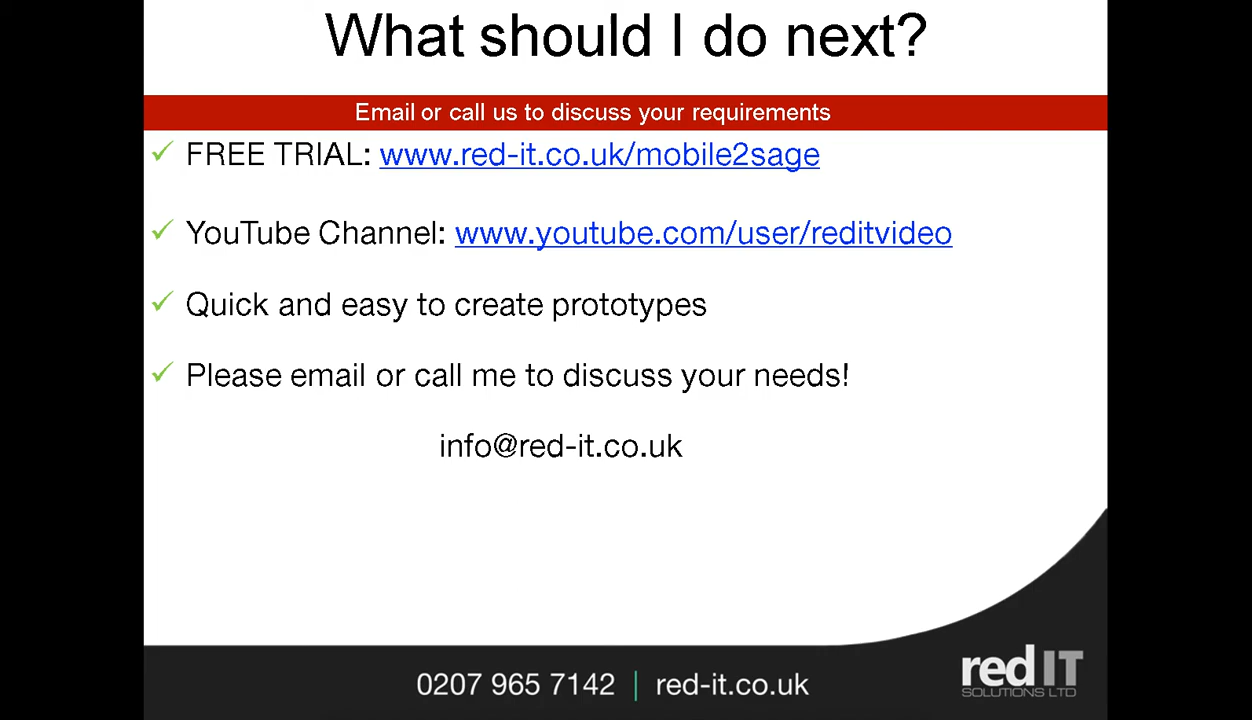 What should I do next?
Email or call us to discuss your requirements
✓ FREE TRIAL: www.red-it.co.uk/mobile2sage
✓ YouTube Channel: www.youtube.com/user/reditvideo
✓ Quick and easy to create prototypes
✓ Please email or call me to discuss your needs!
info@red-it.co.uk
0207 965 7142 | red-it.co.uk
red IT
SOLUTIONS LTD